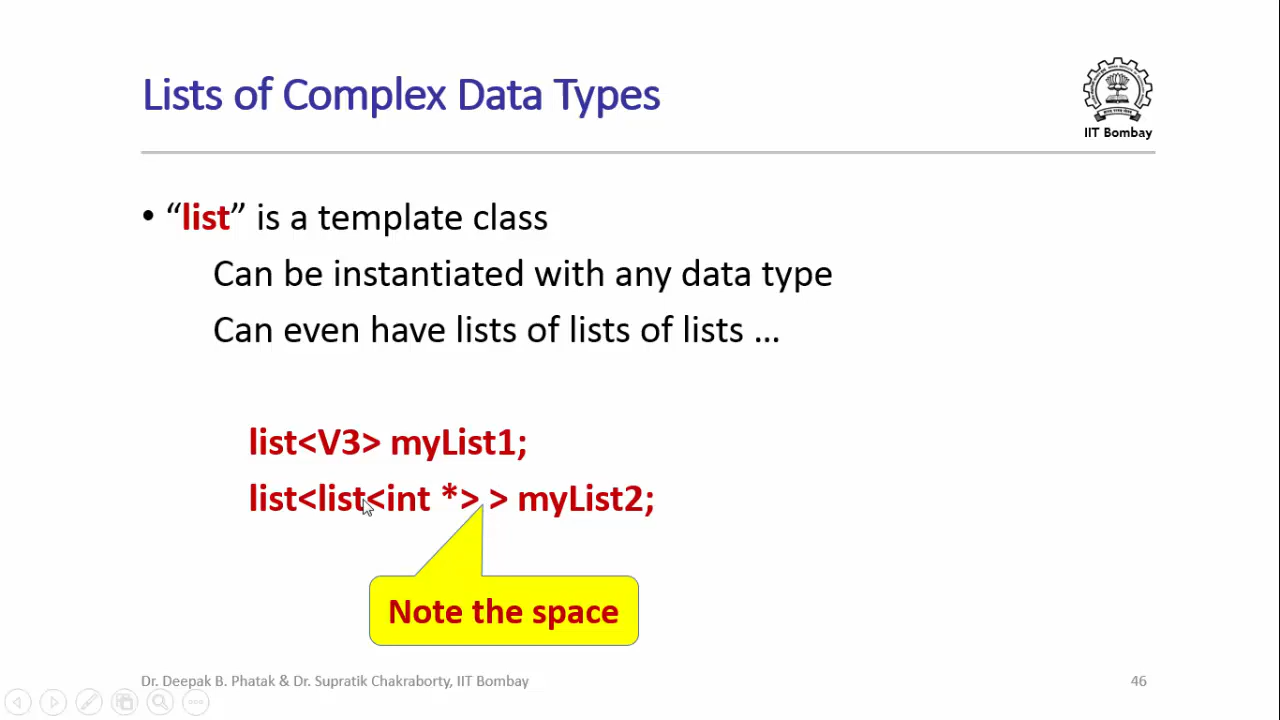 Lists of Complex Data Types
IIT Bombay
• “list” is a template class
Can be instantiated with any data type
Can even have lists of lists of lists ...
list<V3> myList1;
list<list<int *> > myList2;
Note the space
Dr. Deepak B. Phatak & Dr. Supratik Chakraborty, IIT Bombay
46